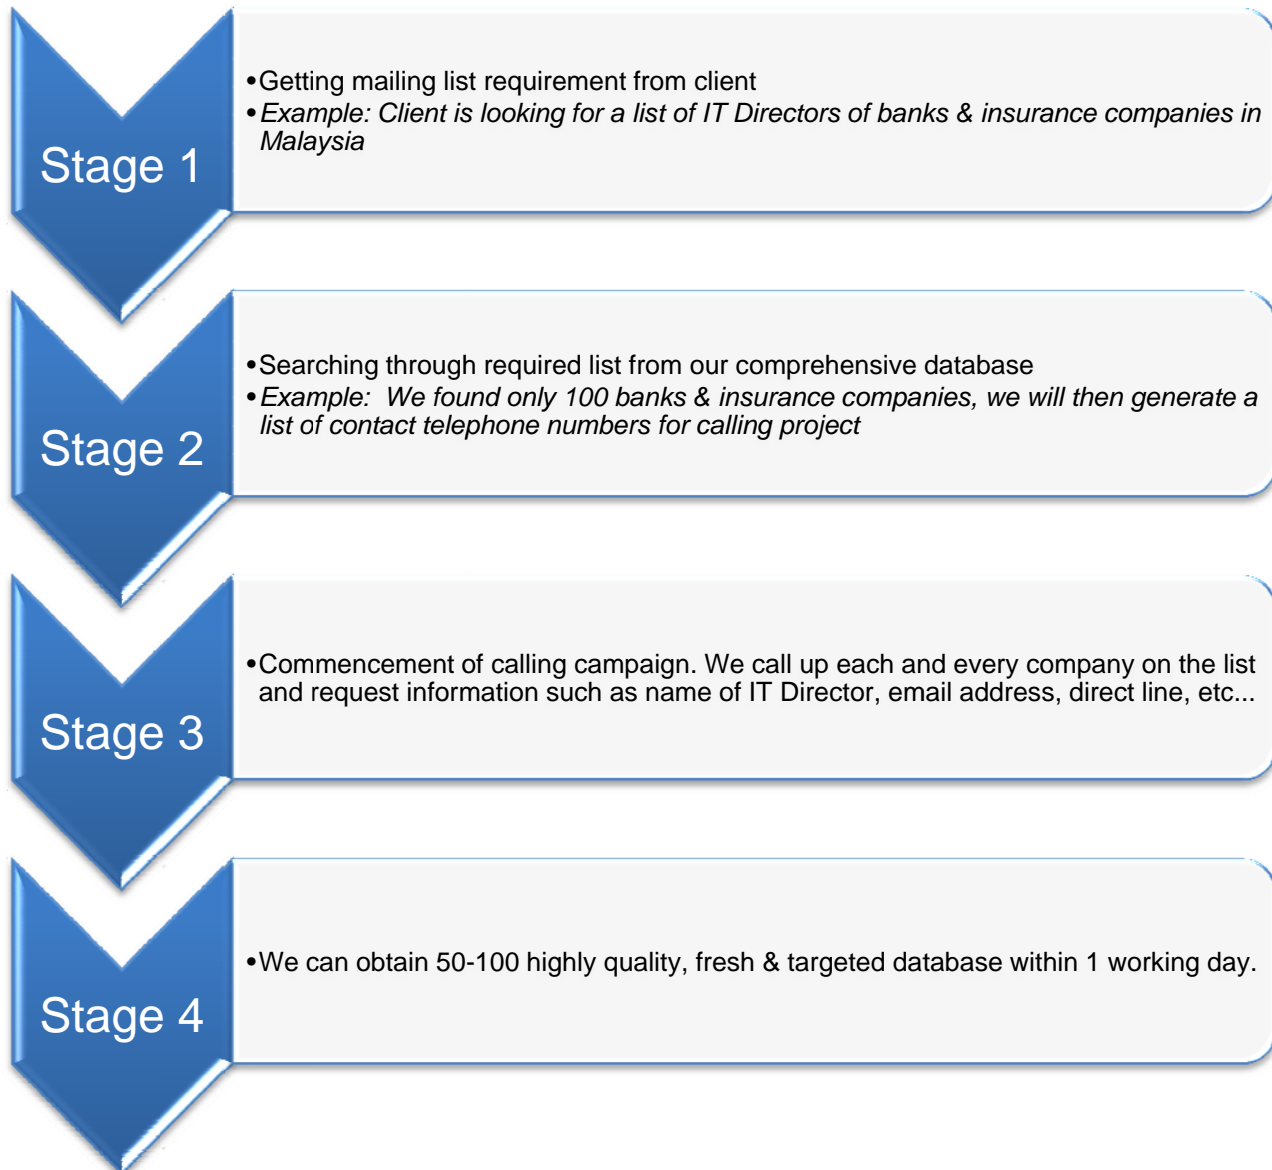 Stage 1
•Getting mailing list requirement from client
•Example: Client is looking for a list of IT Directors of banks & insurance companies in
Malaysia
Stage 2
•Searching through required list from our comprehensive database
•Example:  We found only 100 banks & insurance companies, we will then generate a
list of contact telephone numbers for calling project
Stage 3
•Commencement of calling campaign. We call up each and every company on the list
and request information such as name of IT Director, email address, direct line, etc...
Stage 4
•We can obtain 50-100 highly quality, fresh & targeted database within 1 working day.